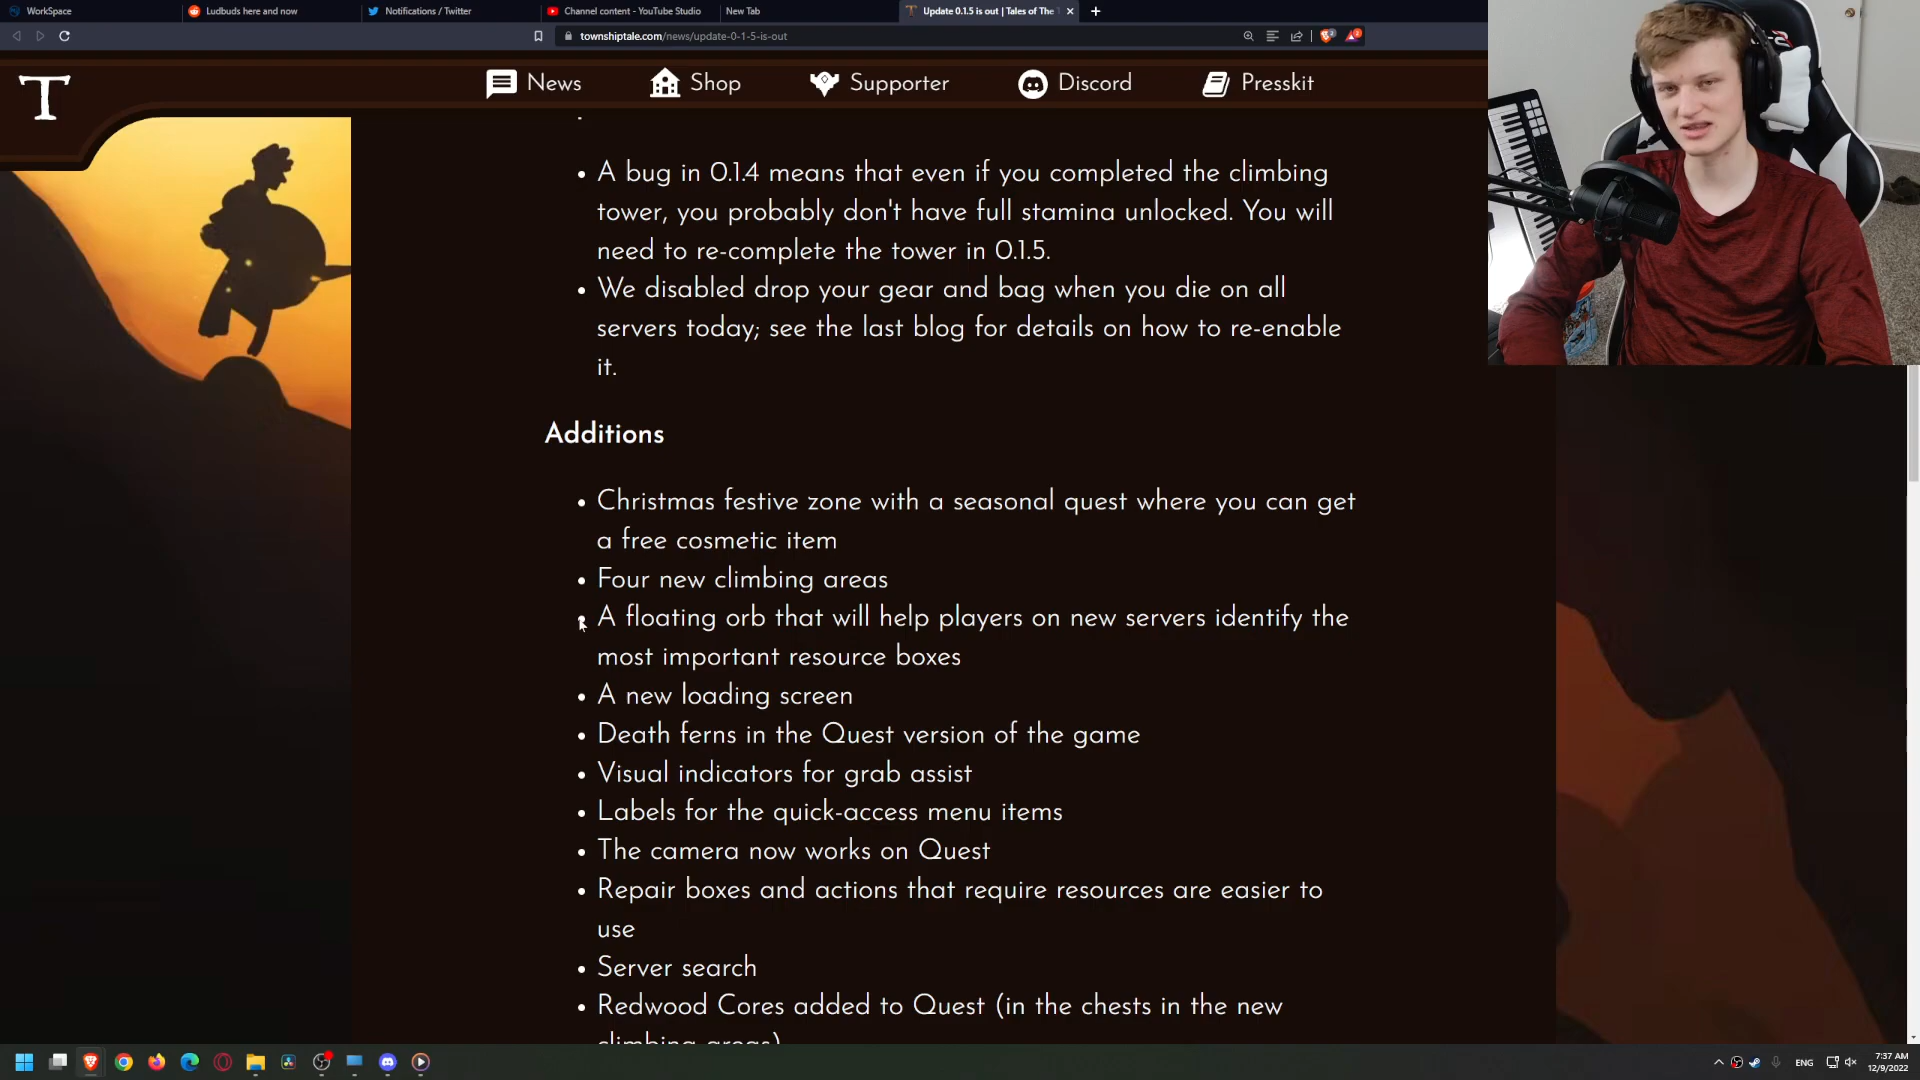 WorkSpace
Ludbuds here and now
Notifications / Twitter
Channel content - YouTube Studio
New Tab
Update 0.1.5 is out | Tales of The
townshiptale.com/news/update-0-1-5-is-out
T
News
Shop
Supporter
Discord
Presskit
• A bug in 0.1.4 means that even if you completed the climbing
tower, you probably don't have full stamina unlocked. You will
need to re-complete the tower in 0.1.5.
• We disabled drop your gear and bag when you die on all
servers today; see the last blog for details on how to re-enable
it.
Additions
• Christmas festive zone with a seasonal quest where you can get
a free cosmetic item
• Four new climbing areas
• A floating orb that will help players on new servers identify the
most important resource boxes
• A new loading screen
• Death ferns in the Quest version of the game
• Visual indicators for grab assist
• Labels for the quick-access menu items
• The camera now works on Quest
• Repair boxes and actions that require resources are easier to
use
• Server search
• Redwood Cores added to Quest (in the chests in the new
climbing areas)
ENG
7:37 AM
12/9/2022